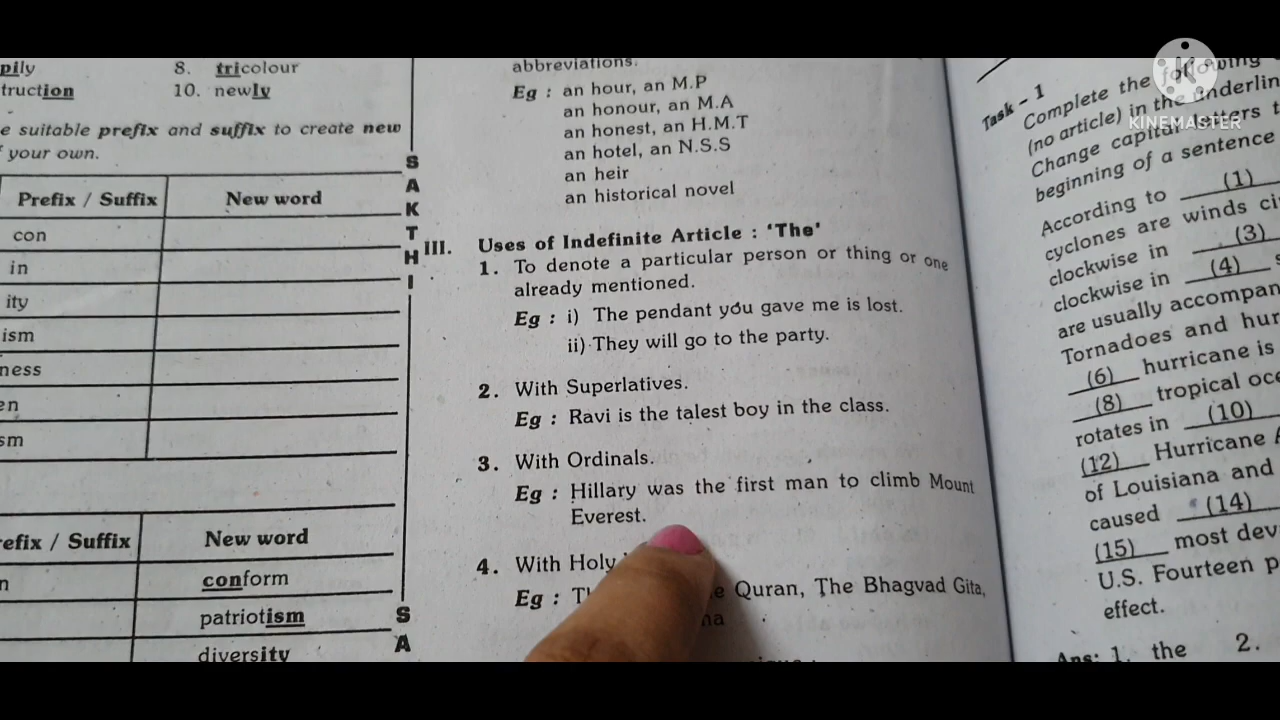 pily 8. tricolour
truction 10. newly
e suitable prefix and suffix to create new
your own.
Prefix / Suffix New word
con
in
ity
ism
ness
en
sm
efix / Suffix New word
n conform
patriotism
diversity
S
A
K
T
H
I
S
A
abbreviations.
Eg : an hour, an M.P
an honour, an M.A
an honest, an H.M.T
an hotel, an N.S.S
an heir
an historical novel
III. Uses of Indefinite Article : 'The'
1. To denote a particular person or thing or one
already mentioned.
Eg : i) The pendant you gave me is lost.
ii) They will go to the party.
2. With Superlatives.
Eg : Ravi is the talest boy in the class.
3. With Ordinals.
Eg : Hillary was the first man to climb Mount
Everest.
4. With Holy
Eg : Quran, The Bhagvad Gita,
Task - 1
Complete the following
(no article) in the underlin
Change capital letters t
beginning of a sentence
According to (1)
cyclones are winds ci
clockwise in (3)
clockwise in (4) s
are usually accompan
Tornadoes and hur
(6) hurricane is
(8) tropical oce
rotates in (10)
(12) Hurricane
of Louisiana and
caused (14)
(15) most dev
U.S. Fourteen p
effect.
Ans: 1. the 2.
KINEMASTER